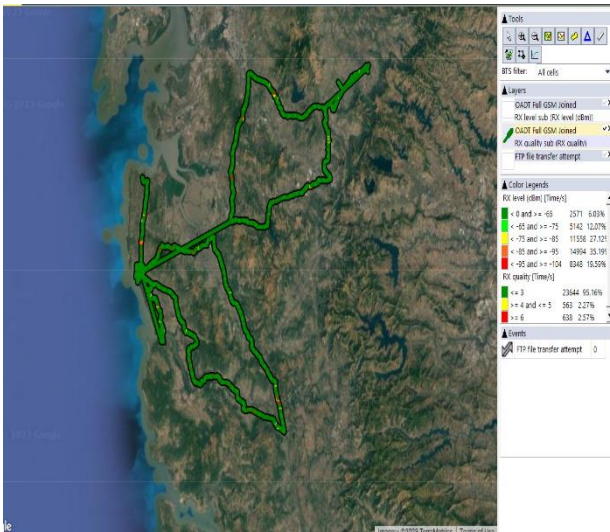 Tools
BTS filter: All cells
Layers
OADT Full GSM Joined
RX level sub (RX level (dBm))
OADT Full GSM Joined
RX quality sub (RX quality)
FTP file transfer attempt
Color Legends
RX level (dBm) [Time/s]
< 0 and >= -65 2571 6.03%
< -65 and >= -75 5142 12.07%
< -75 and >= -85 11558 27.12%
< -85 and >= -95 14994 35.19%
< -95 and >= -104 8348 19.59%
RX quality [Time/s]
<= 3 23644 95.16%
>= 4 and <= 5 563 2.27%
>= 6 638 2.57%
Events
FTP file transfer attempt 0
Terms of Use